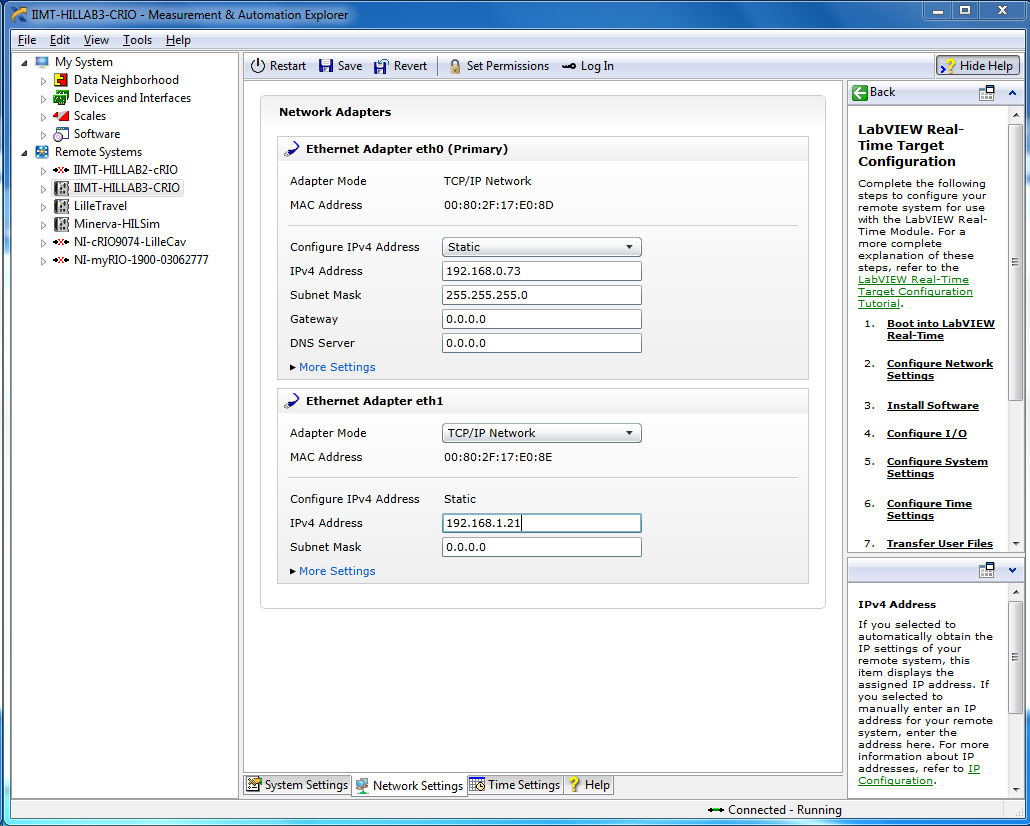 IIMT-HILLAB3-CRIO - Measurement & Automation Explorer
File Edit View Tools Help
My System
Data Neighborhood
Devices and Interfaces
Scales
Software
Remote Systems
IIMT-HILLAB2-cRIO
IIMT-HILLAB3-CRIO
LilleTravel
Minerva-HILSim
NI-cRIO9074-LilleCav
NI-myRIO-1900-03062777
Restart Save Revert Set Permissions Log In Hide Help
Network Adapters
Ethernet Adapter eth0 (Primary)
Adapter Mode TCP/IP Network
MAC Address 00:80:2F:17:E0:8D
Configure IPv4 Address Static
IPv4 Address 192.168.0.73
Subnet Mask 255.255.255.0
Gateway 0.0.0.0
DNS Server 0.0.0.0
More Settings
Ethernet Adapter eth1
Adapter Mode TCP/IP Network
MAC Address 00:80:2F:17:E0:8E
Configure IPv4 Address Static
IPv4 Address 192.168.1.21
Subnet Mask 0.0.0.0
More Settings
System Settings Network Settings Time Settings Help
Back
LabVIEW Real-
Time Target
Configuration
Complete the following
steps to configure your
remote system for use
with the LabVIEW Real-
Time Module. For a
more complete
explanation of these
steps, refer to the
LabVIEW Real-Time
Target Configuration
Tutorial.
1. Boot into LabVIEW
Real-Time
2. Configure Network
Settings
3. Install Software
4. Configure I/O
5. Configure System
Settings
6. Configure Time
Settings
7. Transfer User Files
IPv4 Address
If you selected to
automatically obtain the
IP settings of your
remote system, this
item displays the
assigned IP address. If
you selected to
manually enter an IP
address for your remote
system, enter the
address here. For more
information about IP
addresses, refer to IP
Configuration.
Connected - Running